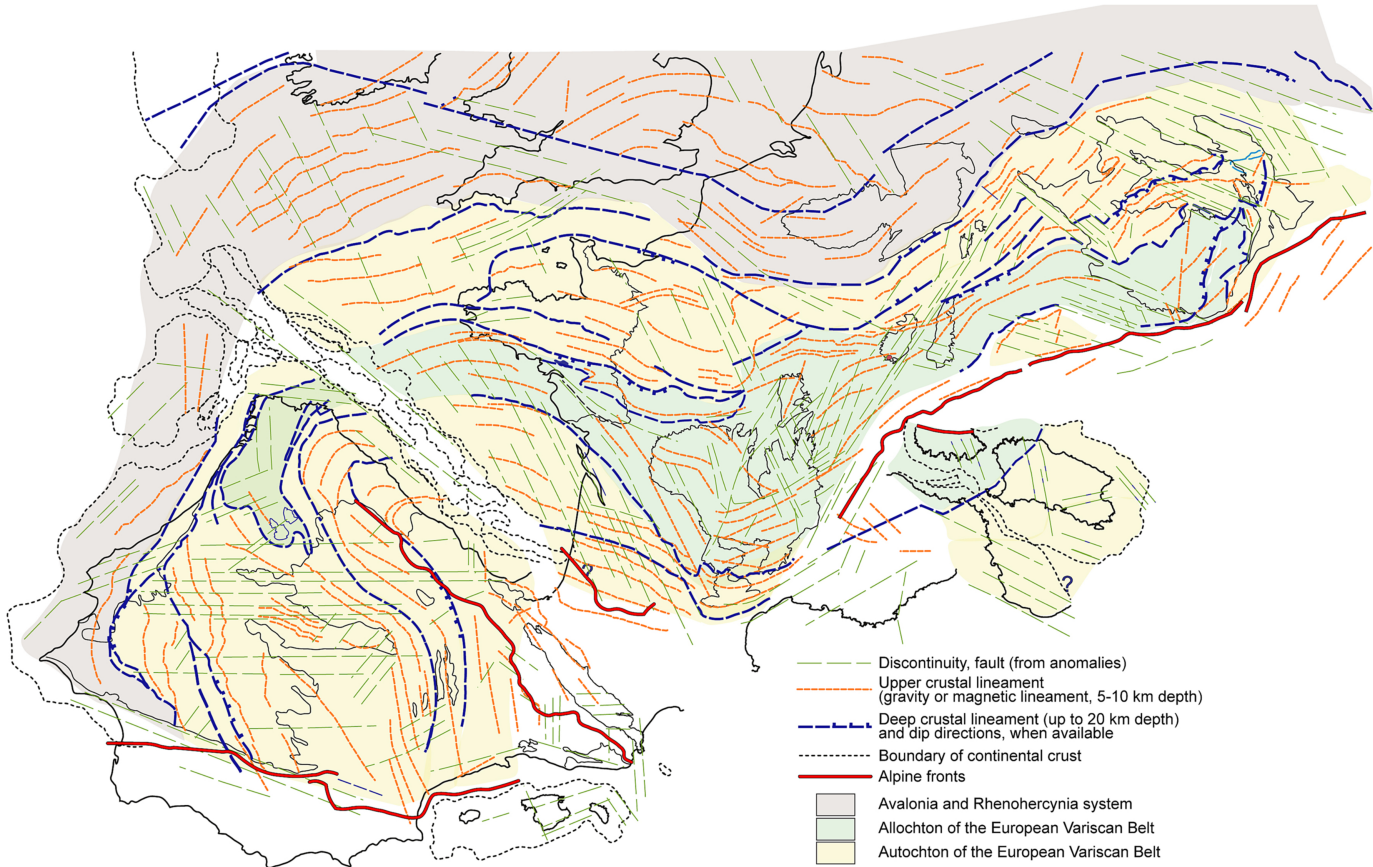 ?
?
Discontinuity, fault (from anomalies)
Upper crustal lineament
(gravity or magnetic lineament, 5-10 km depth)
Deep crustal lineament (up to 20 km depth)
and dip directions, when available
Boundary of continental crust
Alpine fronts
Avalonia and Rhenohercynia system
Allochton of the European Variscan Belt
Autochton of the European Variscan Belt